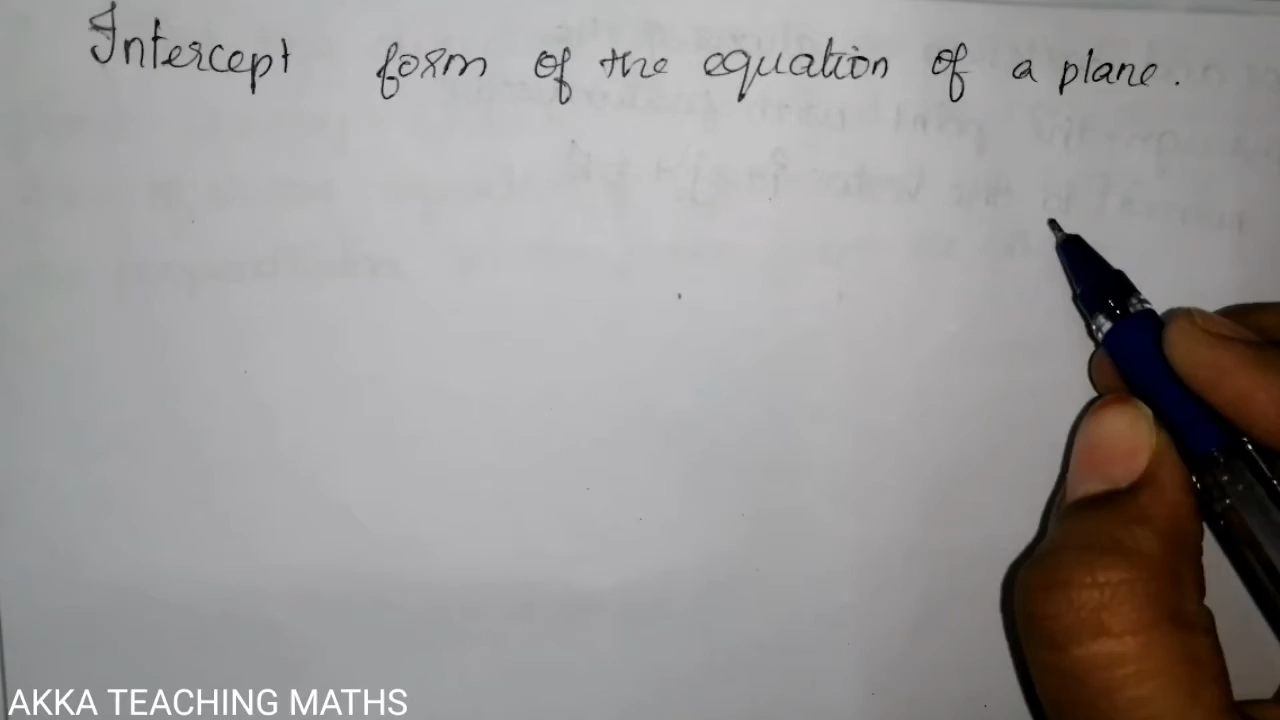 Intercept form of the equation of a plane.
AKKA TEACHING MATHS